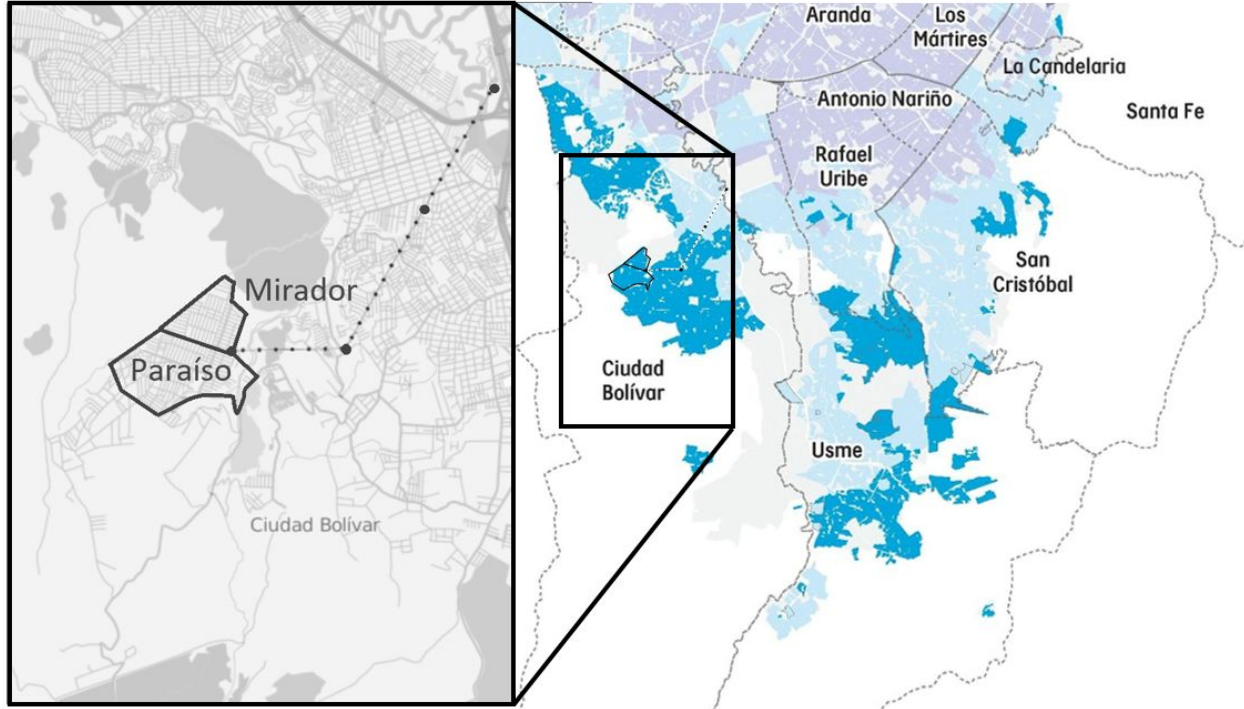 Mirador
Paraíso
Ciudad Bolívar
Aranda
Los
Mártires
La Candelaria
Antonio Nariño
Santa Fe
Rafael
Uribe
San
Cristóbal
Ciudad
Bolívar
Usme